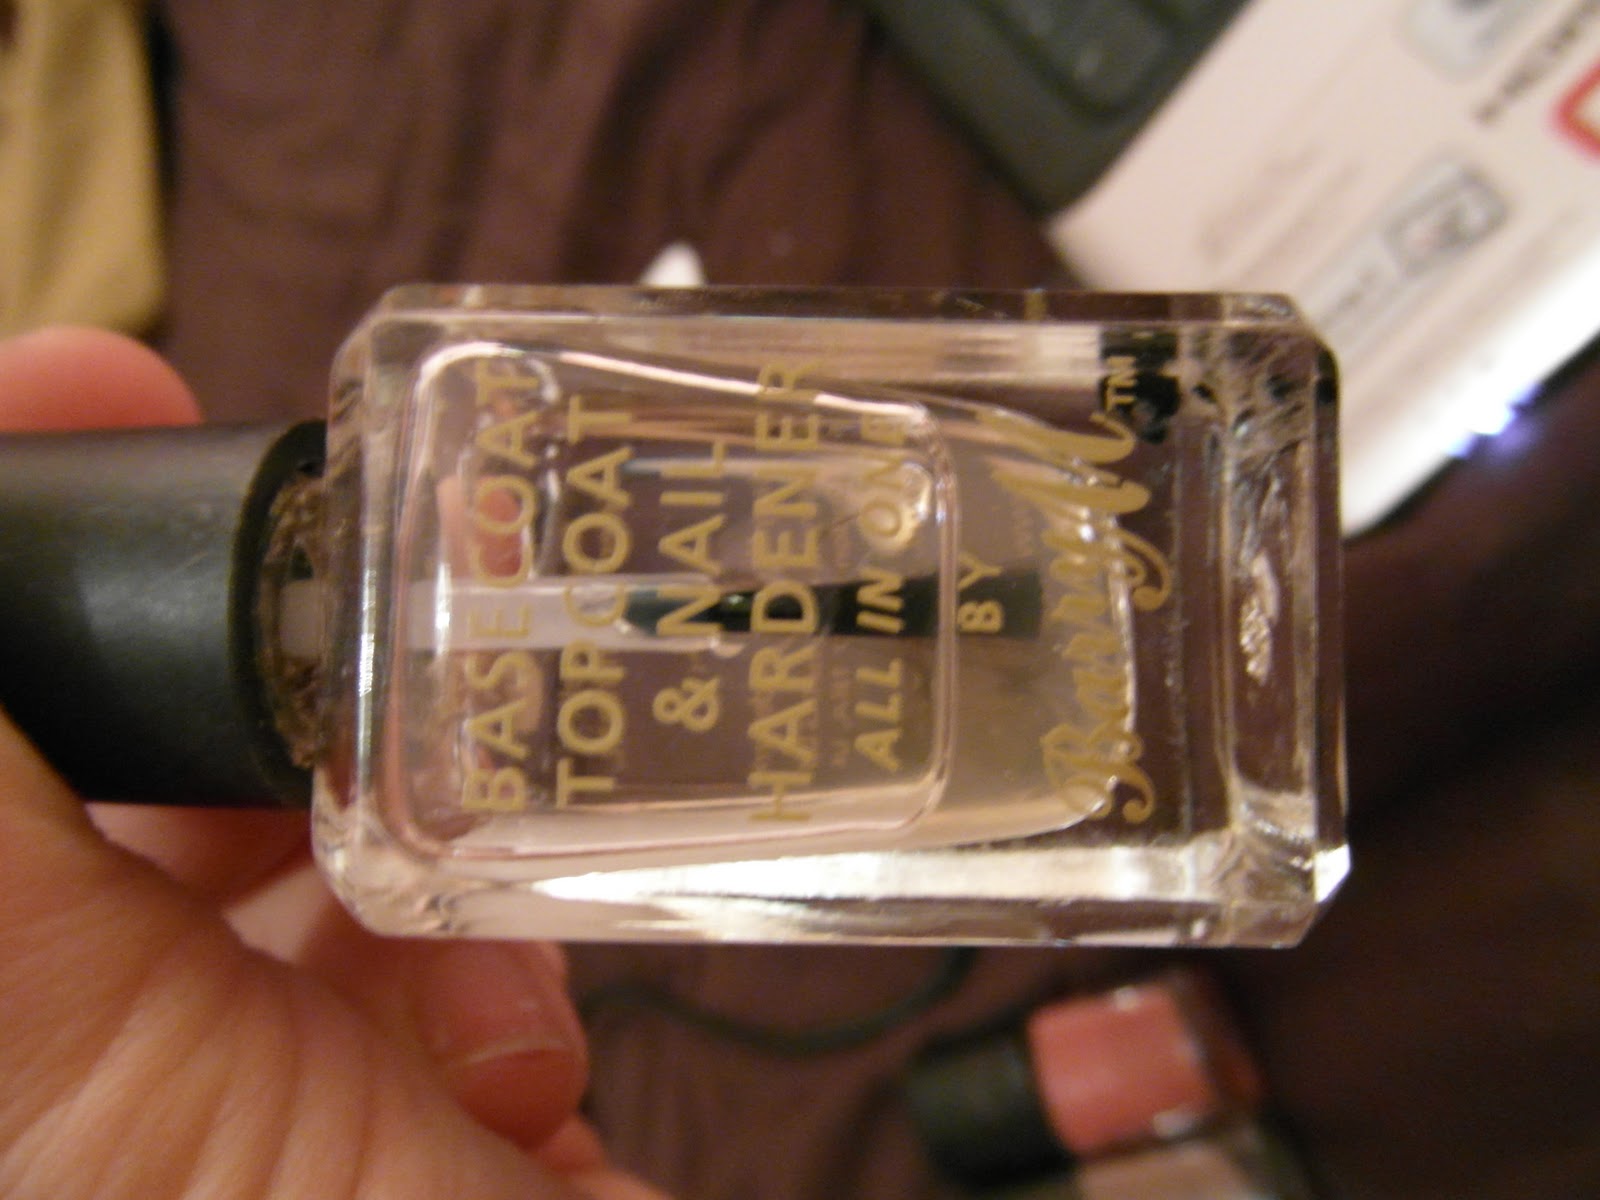 BASECOAT
TOPCOAT
& NAIL
HARDENER
ALL IN ONE
BY
Barry M™